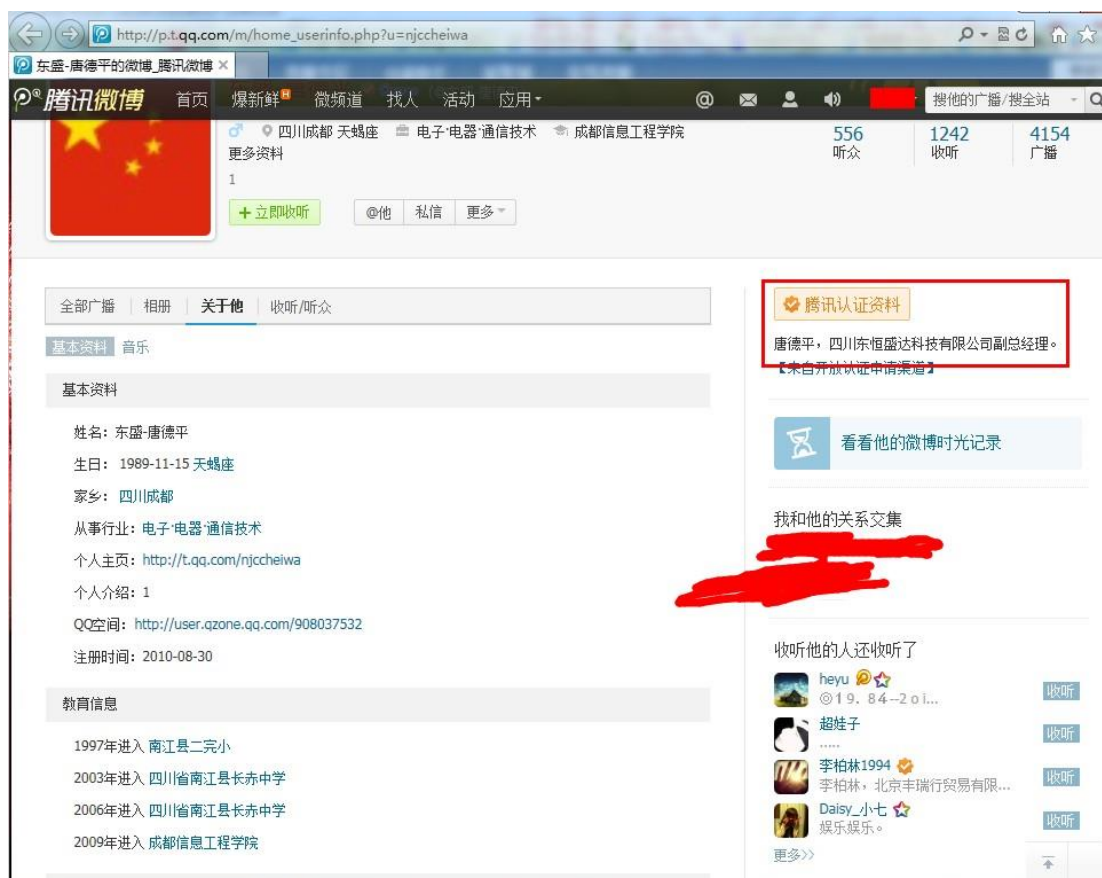 http://p.t.qq.com/m/home_userinfo.php?u=njccheiwa
东盛-唐德平的微博_腾讯微博
腾讯微博 首页 爆新鲜 H 微频道 找人 活动 应用 @ 搜他的广播/搜全站
四川成都 天蝎座 电子·电器·通信技术 成都信息工程学院
更多资料
1
556 1242 4154
听众 收听 广播
+立即收听 @他 私信 更多
全部广播 相册 关于他 收听/听众
基本资料 音乐
基本资料
姓名：东盛-唐德平
生日： 1989-11-15 天蝎座
家乡： 四川成都
从事行业：电子·电器·通信技术
个人主页：http://t.qq.com/njccheiwa
个人介绍：1
QQ空间：http://user.qzone.qq.com/908037532
注册时间：2010-08-30
教育信息
1997年进入 南江县二完小
2003年进入 四川省南江县长赤中学
2006年进入 四川省南江县长赤中学
2009年进入 成都信息工程学院
腾讯认证资料
唐德平，四川东恒盛达科技有限公司副总经理。
【来自开放认证申请渠道】
看看他的微博时光记录
我和他的关系交集
收听他的人还收听了
heyu
◎19. 84--2oi...
收听
超娃子
.....
收听
李柏林1994
李柏林，北京丰瑞行贸易有限...
收听
Daisy_小七
娱乐娱乐。
收听
更多>>